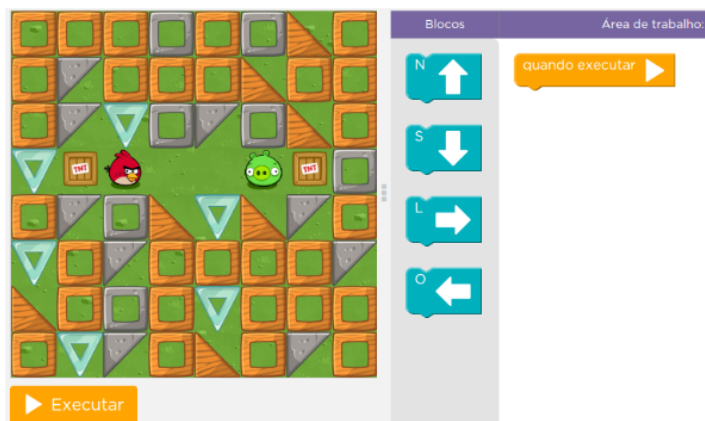 Blocos
Área de trabalho:
N
quando executar
S
TNT
TNT
L
O
Executar